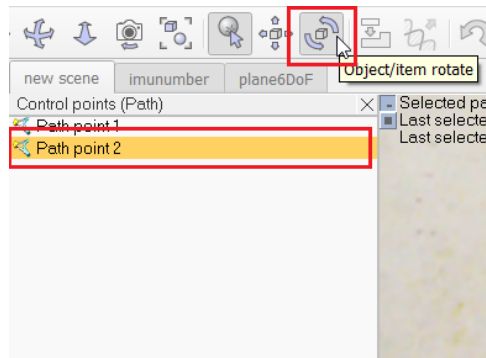 Object/item rotate
new scene imunumber plane6DoF
Control points (Path)
Path point 1
Path point 2
Selected pa
Last selecte
Last selecte